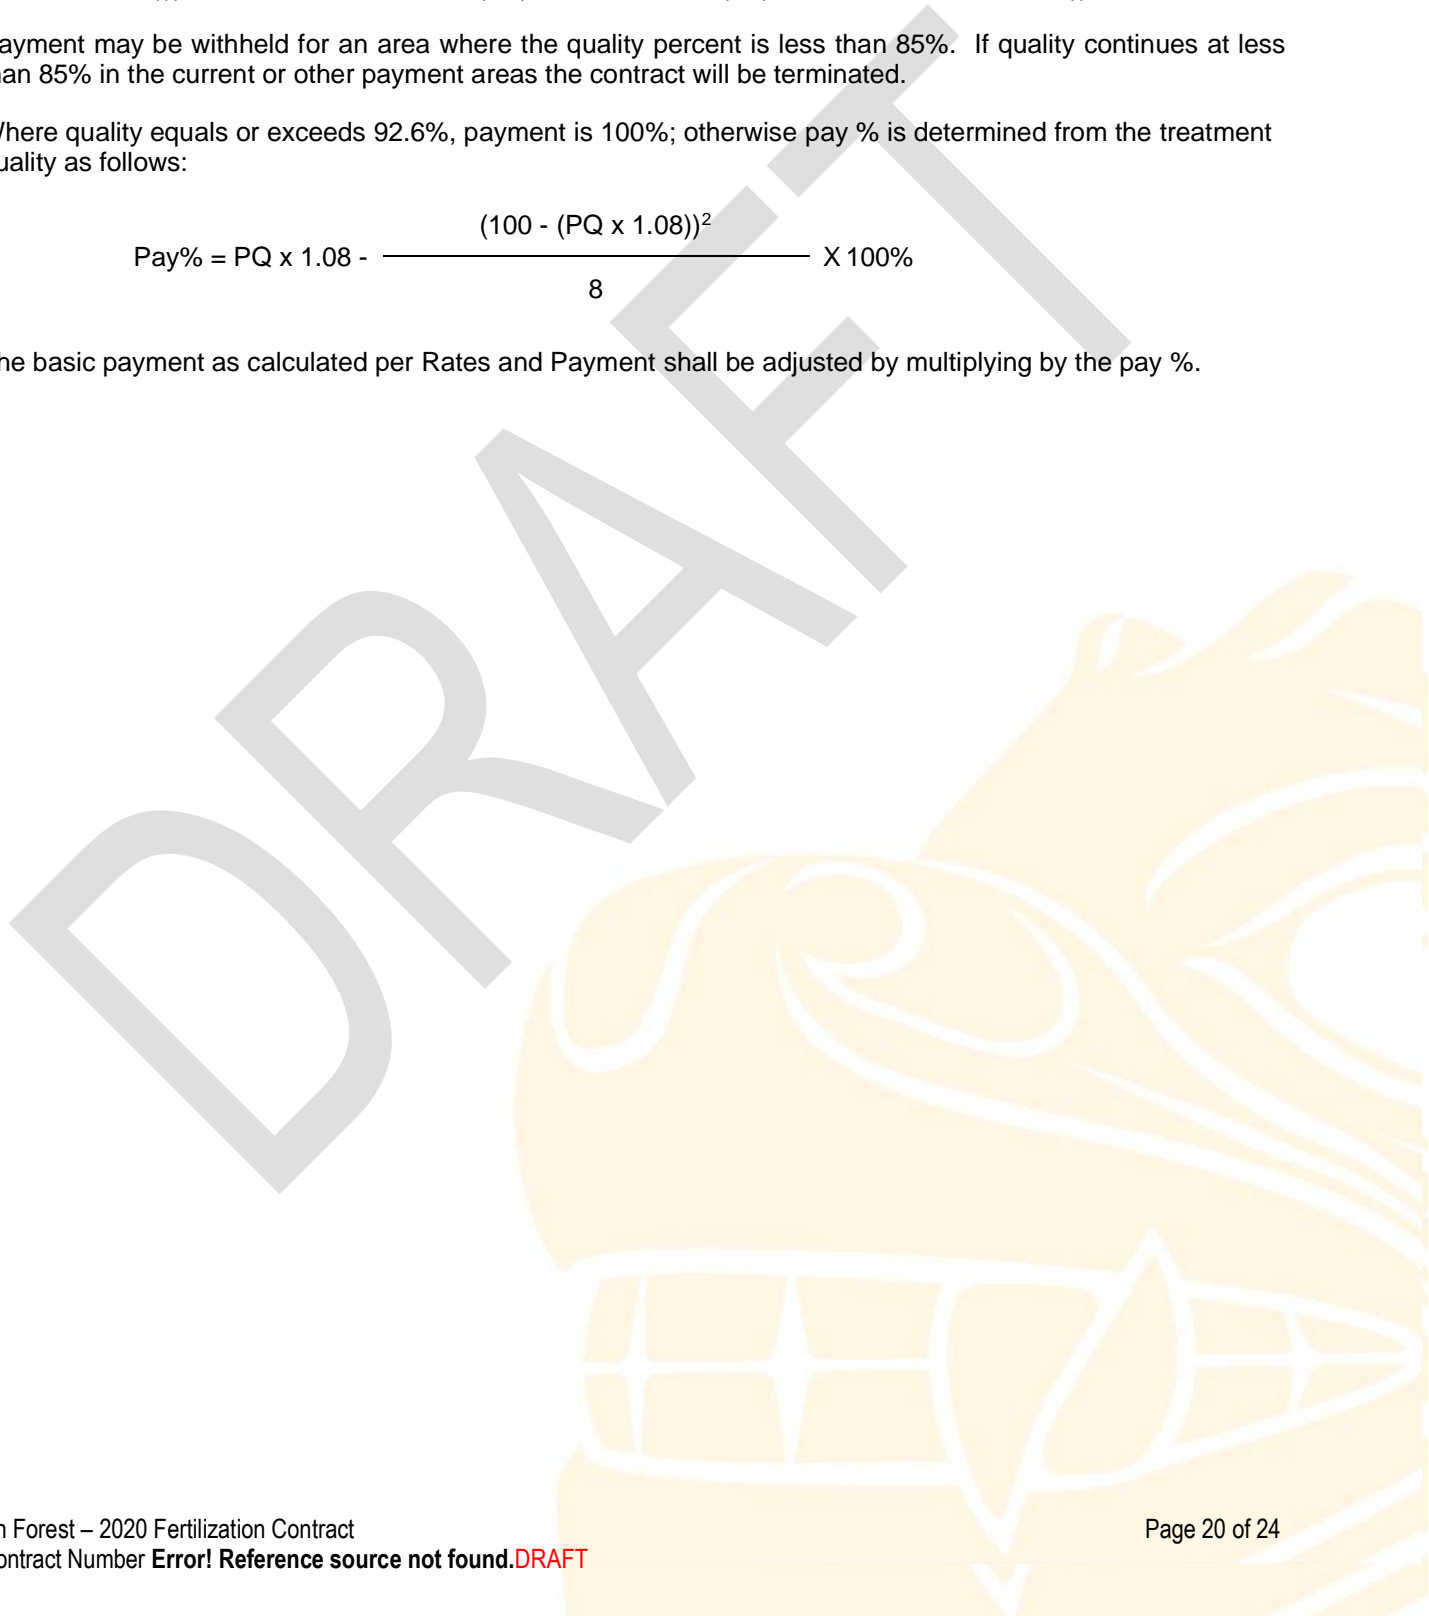 ayment may be withheld for an area where the quality percent is less than 85%. If quality continues at less
an 85% in the current or other payment areas the contract will be terminated.
here quality equals or exceeds 92.6%, payment is 100%; otherwise pay % is determined from the treatment
uality as follows:
(100 - (PQ x 1.08))²
Pay% = PQ x 1.08 - X 100%
8
he basic payment as calculated per Rates and Payment shall be adjusted by multiplying by the pay %.
DRAFT
Forest – 2020 Fertilization Contract Page 20 of 24
ontract Number Error! Reference source not found.DRAFT